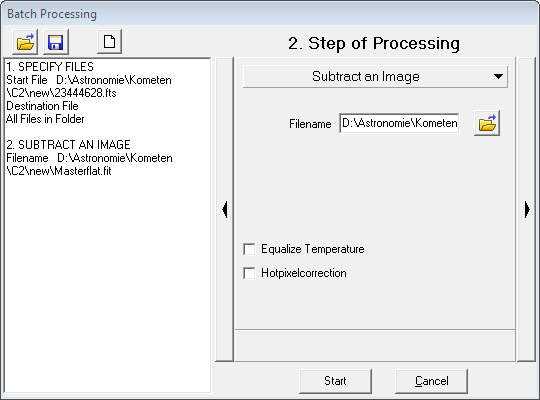 Batch Processing
1. SPECIFY FILES
Start File D:\Astronomie\Kometen
\C2\new\23444628.fts
Destination File
All Files in Folder
2. SUBTRACT AN IMAGE
Filename D:\Astronomie\Kometen
\C2\new\Masterflat.fit
2. Step of Processing
Subtract an Image
Filename D:\Astronomie\Kometen
Equalize Temperature
Hotpixelcorrection
Start Cancel